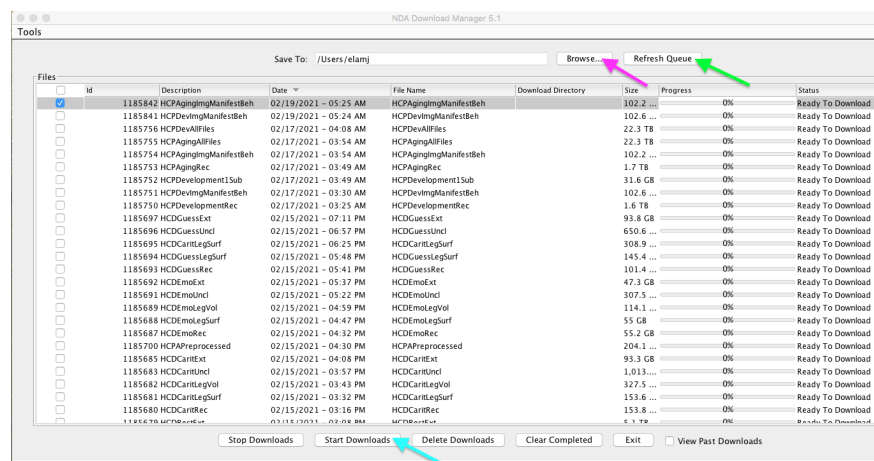 NDA Download Manager 5.1
Tools
Save To: /Users/elamj Browse... Refresh Queue
Files
Id Description Date File Name Download Directory Size Progress Status
1185842 HCPAgingImgManifestBeh 02/19/2021 - 05:25 AM HCPAgingImgManifestBeh 102.2 ... 0% Ready To Download
1185841 HCPDevImgManifestBeh 02/19/2021 - 05:24 AM HCPDevImgManifestBeh 102.6 ... 0% Ready To Download
1185756 HCPDevAllFiles 02/17/2021 - 04:08 AM HCPDevAllFiles 22.3 TB 0% Ready To Download
1185755 HCPAgingAllFiles 02/17/2021 - 03:54 AM HCPAgingAllFiles 22.3 TB 0% Ready To Download
1185754 HCPAgingImgManifestBeh 02/17/2021 - 03:54 AM HCPAgingImgManifestBeh 102.2 ... 0% Ready To Download
1185753 HCPAgingRec 02/17/2021 - 03:49 AM HCPAgingRec 1.7 TB 0% Ready To Download
1185752 HCPDevelopment1Sub 02/17/2021 - 03:49 AM HCPDevelopment1Sub 31.6 GB 0% Ready To Download
1185751 HCPDevImgManifestBeh 02/17/2021 - 03:30 AM HCPDevImgManifestBeh 102.6 ... 0% Ready To Download
1185750 HCPDevelopmentRec 02/17/2021 - 03:25 AM HCPDevelopmentRec 1.6 TB 0% Ready To Download
1185697 HCDGuessExt 02/15/2021 - 07:11 PM HCDGuessExt 93.8 GB 0% Ready To Download
1185696 HCDGuessUncl 02/15/2021 - 06:57 PM HCDGuessUncl 650.6 ... 0% Ready To Download
1185695 HCDCaritLegSurf 02/15/2021 - 06:25 PM HCDCaritLegSurf 308.9 ... 0% Ready To Download
1185694 HCDGuessLegSurf 02/15/2021 - 05:48 PM HCDGuessLegSurf 145.4 ... 0% Ready To Download
1185693 HCDGuessRec 02/15/2021 - 05:41 PM HCDGuessRec 101.4 ... 0% Ready To Download
1185692 HCDEmoExt 02/15/2021 - 05:37 PM HCDEmoExt 47.3 GB 0% Ready To Download
1185691 HCDEmoUncl 02/15/2021 - 05:22 PM HCDEmoUncl 307.5 ... 0% Ready To Download
1185689 HCDEmoLegVol 02/15/2021 - 04:59 PM HCDEmoLegVol 114.1 ... 0% Ready To Download
1185688 HCDEmoLegSurf 02/15/2021 - 04:47 PM HCDEmoLegSurf 55 GB 0% Ready To Download
1185687 HCDEmoRec 02/15/2021 - 04:32 PM HCDEmoRec 55.2 GB 0% Ready To Download
1185700 HCPAPreprocessed 02/15/2021 - 04:30 PM HCPAPreprocessed 204.1 ... 0% Ready To Download
1185685 HCDCaritExt 02/15/2021 - 04:08 PM HCDCaritExt 93.3 GB 0% Ready To Download
1185683 HCDCaritUncl 02/15/2021 - 03:57 PM HCDCaritUncl 1,013.... 0% Ready To Download
1185682 HCDCaritLegVol 02/15/2021 - 03:43 PM HCDCaritLegVol 327.5 ... 0% Ready To Download
1185681 HCDCaritLegSurf 02/15/2021 - 03:32 PM HCDCaritLegSurf 153.6 ... 0% Ready To Download
1185680 HCDCaritRec 02/15/2021 - 03:16 PM HCDCaritRec 153.8 ... 0% Ready To Download
1185679 HCDRestExt 02/15/2021 - 03:08 PM HCDRestExt 5.1 TB 0% Ready To Download
Stop Downloads Start Downloads Delete Downloads Clear Completed Exit View Past Downloads